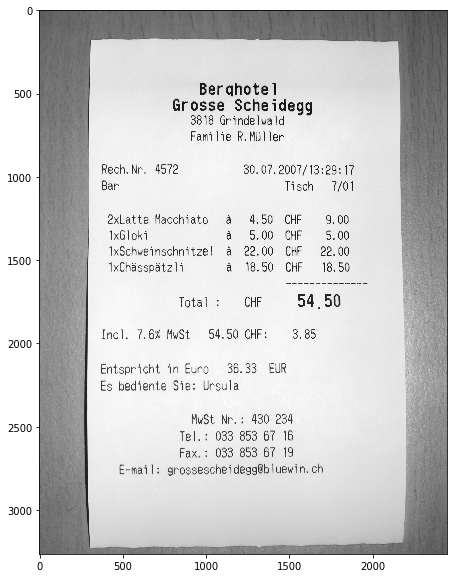 Berghotel
Grosse Scheidegg
3818 Grindelwald
Familie R.Müller
Rech.Nr. 4572 30.07.2007/13:29:17
Bar Tisch 7/01
2xLatte Macchiato à 4.50 CHF 9.00
1xGloki à 5.00 CHF 5.00
1xSchweinschnitzel à 22.00 CHF 22.00
1xChässpätzli à 18.50 CHF 18.50
Total : CHF 54.50
Incl. 7.6% MwSt 54.50 CHF: 3.85
Entspricht in Euro 36.33 EUR
Es bediente Sie: Ursula
MwSt Nr.: 430 234
Tel.: 033 853 67 16
Fax.: 033 853 67 19
E-mail: grossescheidegg@bluewin.ch
0
500
1000
1500
2000
2500
3000
0 500 1000 1500 2000